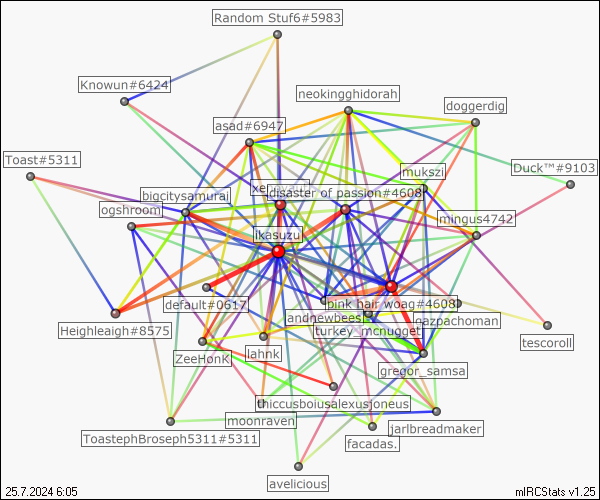 Random Stuf6#5983
Knowun#6424
neokingghidorah
doggerdig
asad#6947
Toast#5311
mukszi
Duck™#9103
disaster of passion#4608
bigcitysamurai
ogshroom
mingus4742
ikasuzu
default#0617
pink hair woag#4608
andnewbees
gazpachoman
Heighleaigh#8575
turkey_mcnugget
tescoroll
ZeeHonK
lahnk
gregor_samsa
thiccusboiusalexusjoneus
moonraven
jarlbreadmaker
ToastephBroseph5311#5311
facadas.
avelicious
25.7.2024 6:05
mIRCStats v1.25